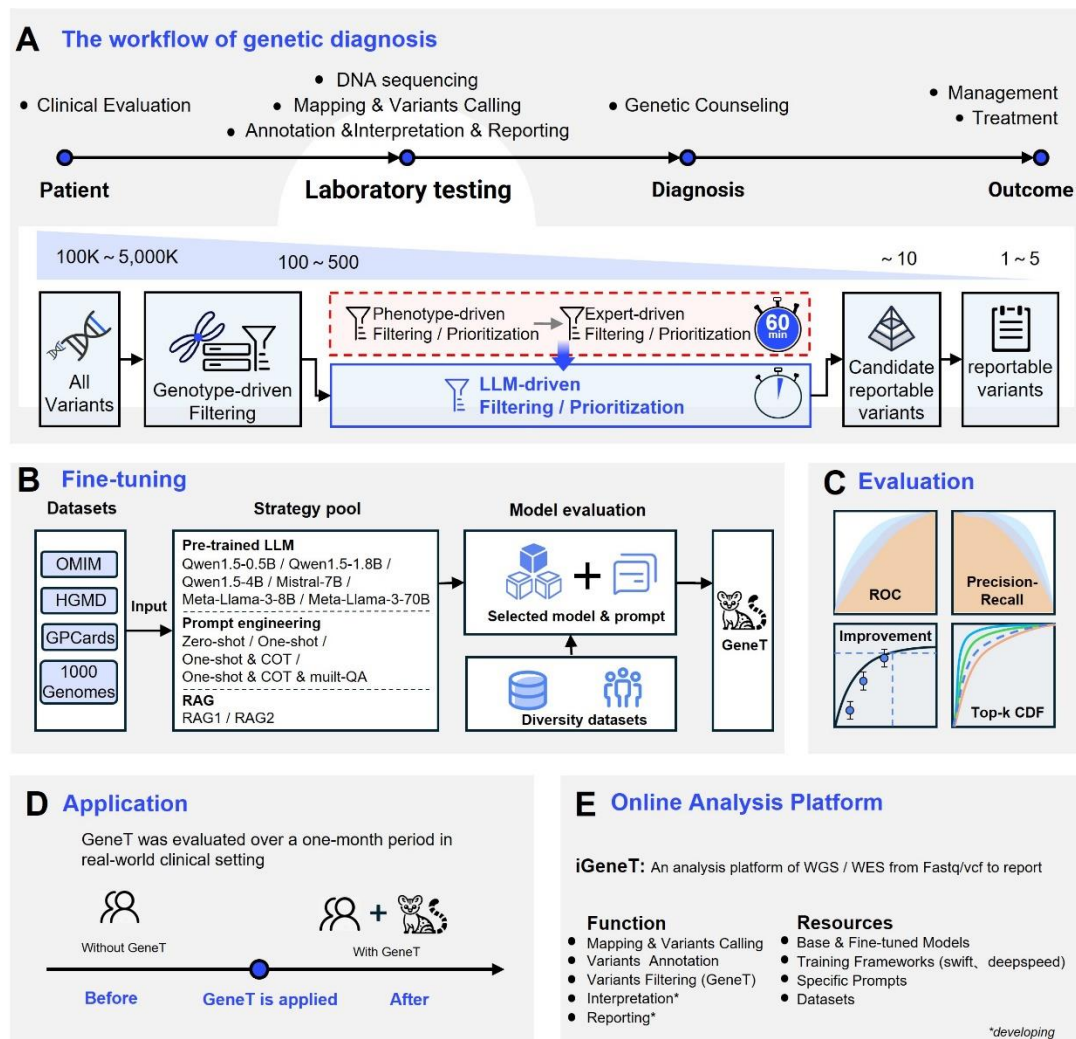 A The workflow of genetic diagnosis
• Clinical Evaluation
• DNA sequencing
• Mapping & Variants Calling
• Annotation &Interpretation & Reporting
• Genetic Counseling
• Management
• Treatment
Patient
Laboratory testing
Diagnosis
Outcome
100K ~ 5,000K
100 ~ 500
~ 10
1 ~ 5
All
Variants
Genotype-driven
Filtering
Phenotype-driven
Filtering / Prioritization
Expert-driven
Filtering / Prioritization
60
min
LLM-driven
Filtering / Prioritization
Candidate
reportable
variants
reportable
variants
B Fine-tuning
Datasets
OMIM
HGMD
GPCards
1000
Genomes
Input
Strategy pool
Pre-trained LLM
Qwen1.5-0.5B / Qwen1.5-1.8B /
Qwen1.5-4B / Mistral-7B /
Meta-Llama-3-8B / Meta-Llama-3-70B
Prompt engineering
Zero-shot / One-shot /
One-shot & COT /
One-shot & COT & muilt-QA
RAG
RAG1 / RAG2
Model evaluation
Selected model & prompt
Diversity datasets
GeneT
C Evaluation
ROC
Precision-
Recall
Improvement
Top-k CDF
D Application
GeneT was evaluated over a one-month period in
real-world clinical setting
Without GeneT
With GeneT
Before
GeneT is applied
After
E Online Analysis Platform
iGeneT: An analysis platform of WGS / WES from Fastq/vcf to report
Function
• Mapping & Variants Calling
• Variants Annotation
• Variants Filtering (GeneT)
• Interpretation*
• Reporting*
Resources
• Base & Fine-tuned Models
• Training Frameworks (swift、deepspeed)
• Specific Prompts
• Datasets
*developing